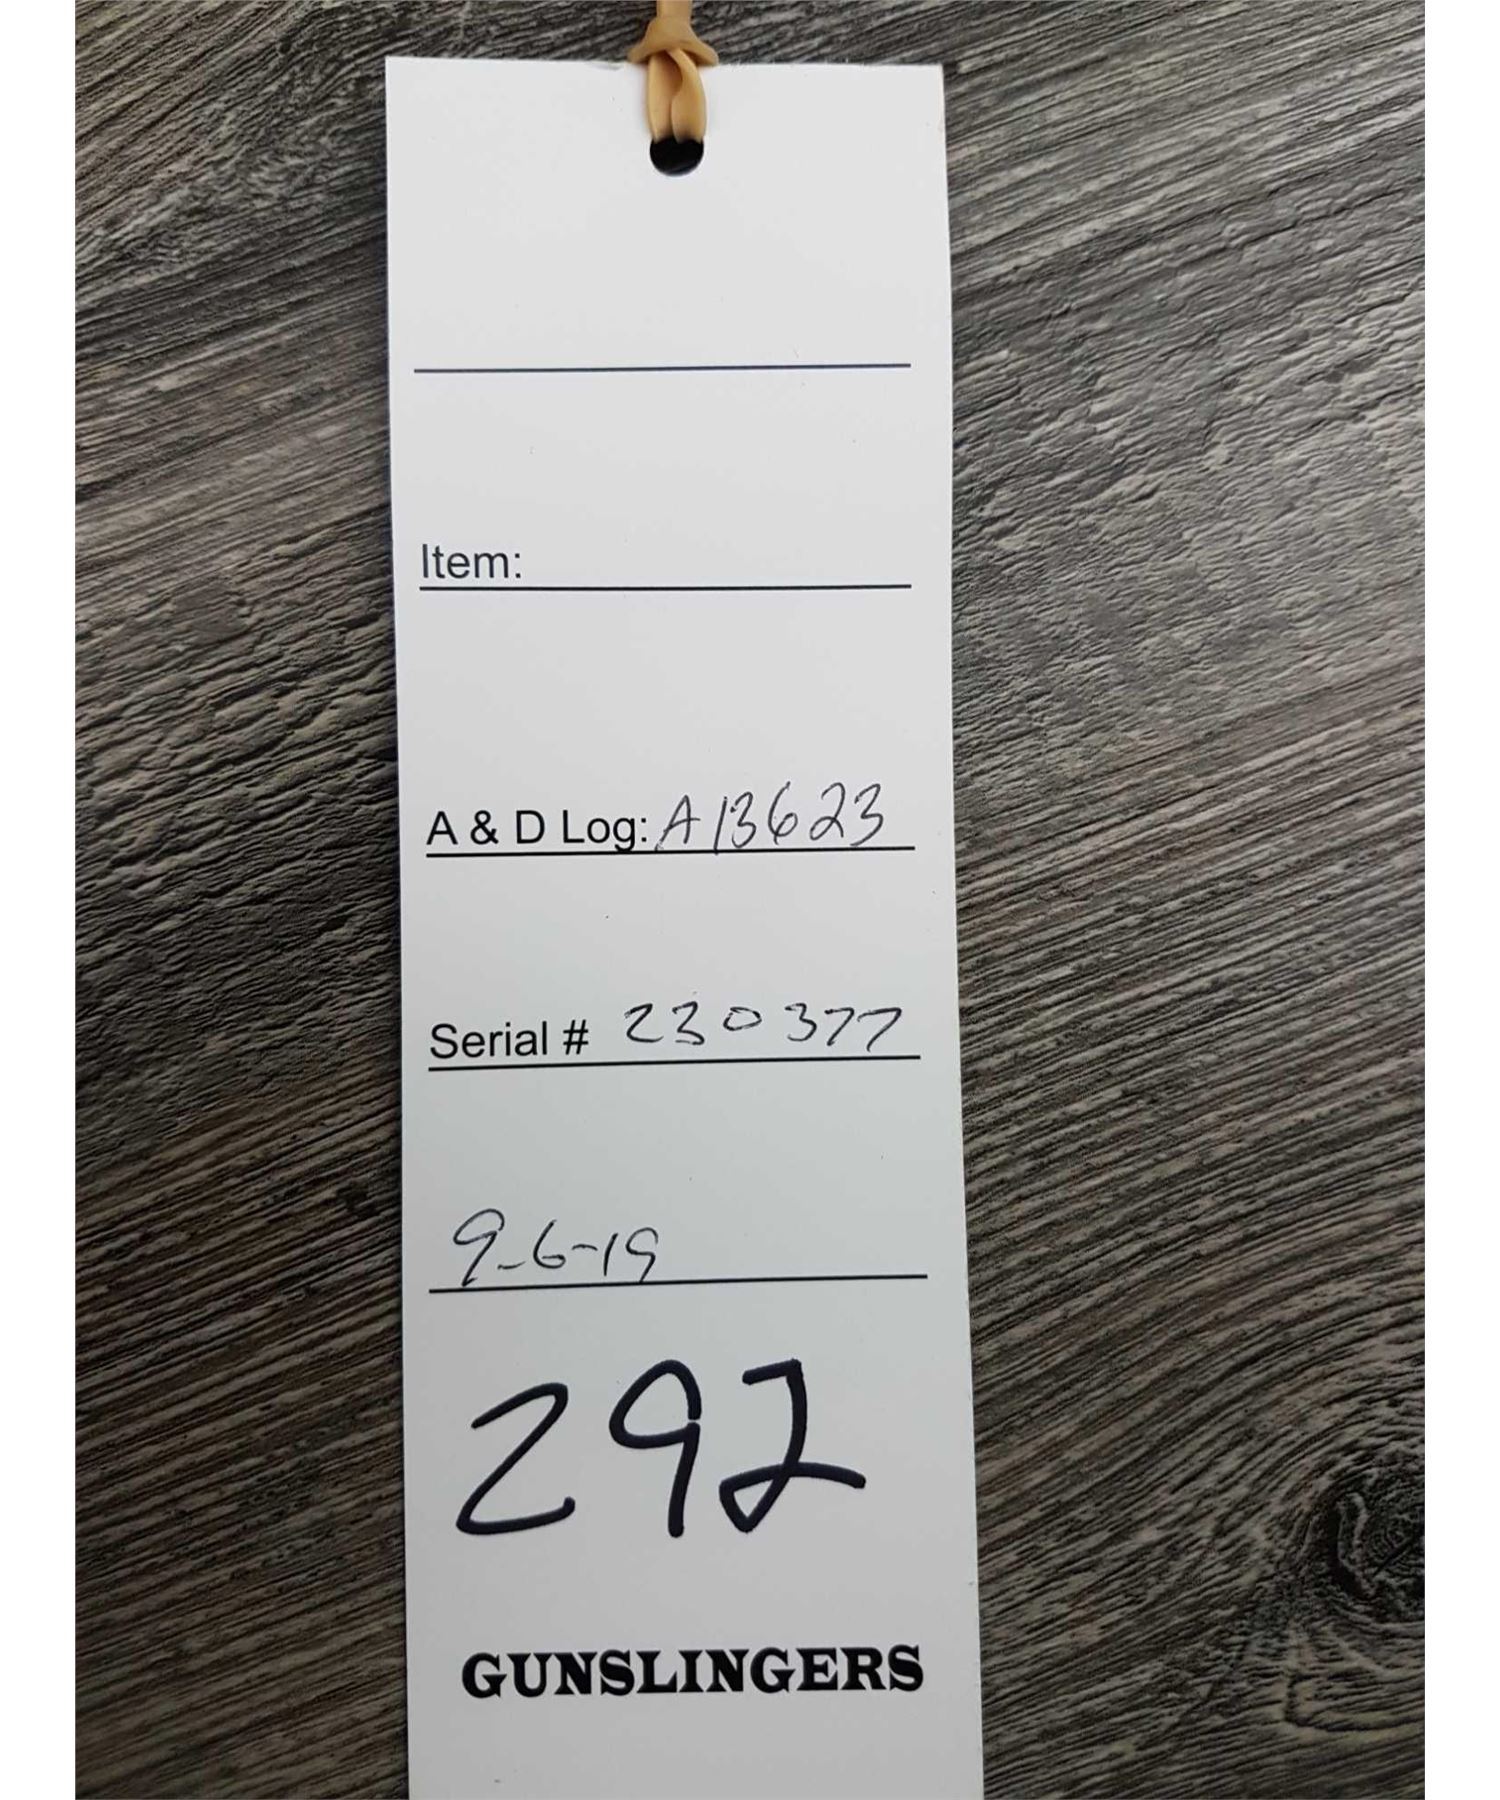 Item:
A & D Log: A13623
Serial # 230377
9-6-19
292
GUNSLINGERS